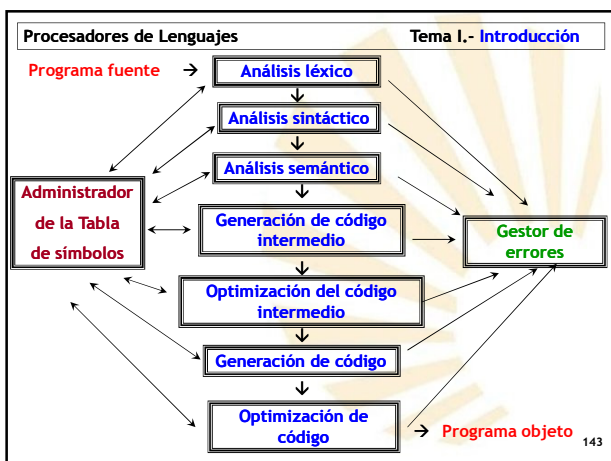 Procesadores de Lenguajes
Tema I.- Introducción
Programa fuente →
Análisis léxico
Análisis sintáctico
Análisis semántico
Administrador
de la Tabla
de símbolos
Generación de código
intermedio
Gestor de
errores
Optimización del código
intermedio
Generación de código
Optimización de
código
→ Programa objeto
143